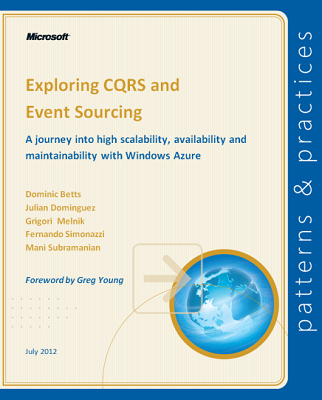 Microsoft
Exploring CQRS and
Event Sourcing
A journey into high scalability, availability and
maintainability with Windows Azure
Dominic Betts
Julian Dominguez
Grigori Melnik
Fernando Simonazzi
Mani Subramanian
Foreword by Greg Young
July 2012
patterns & practices